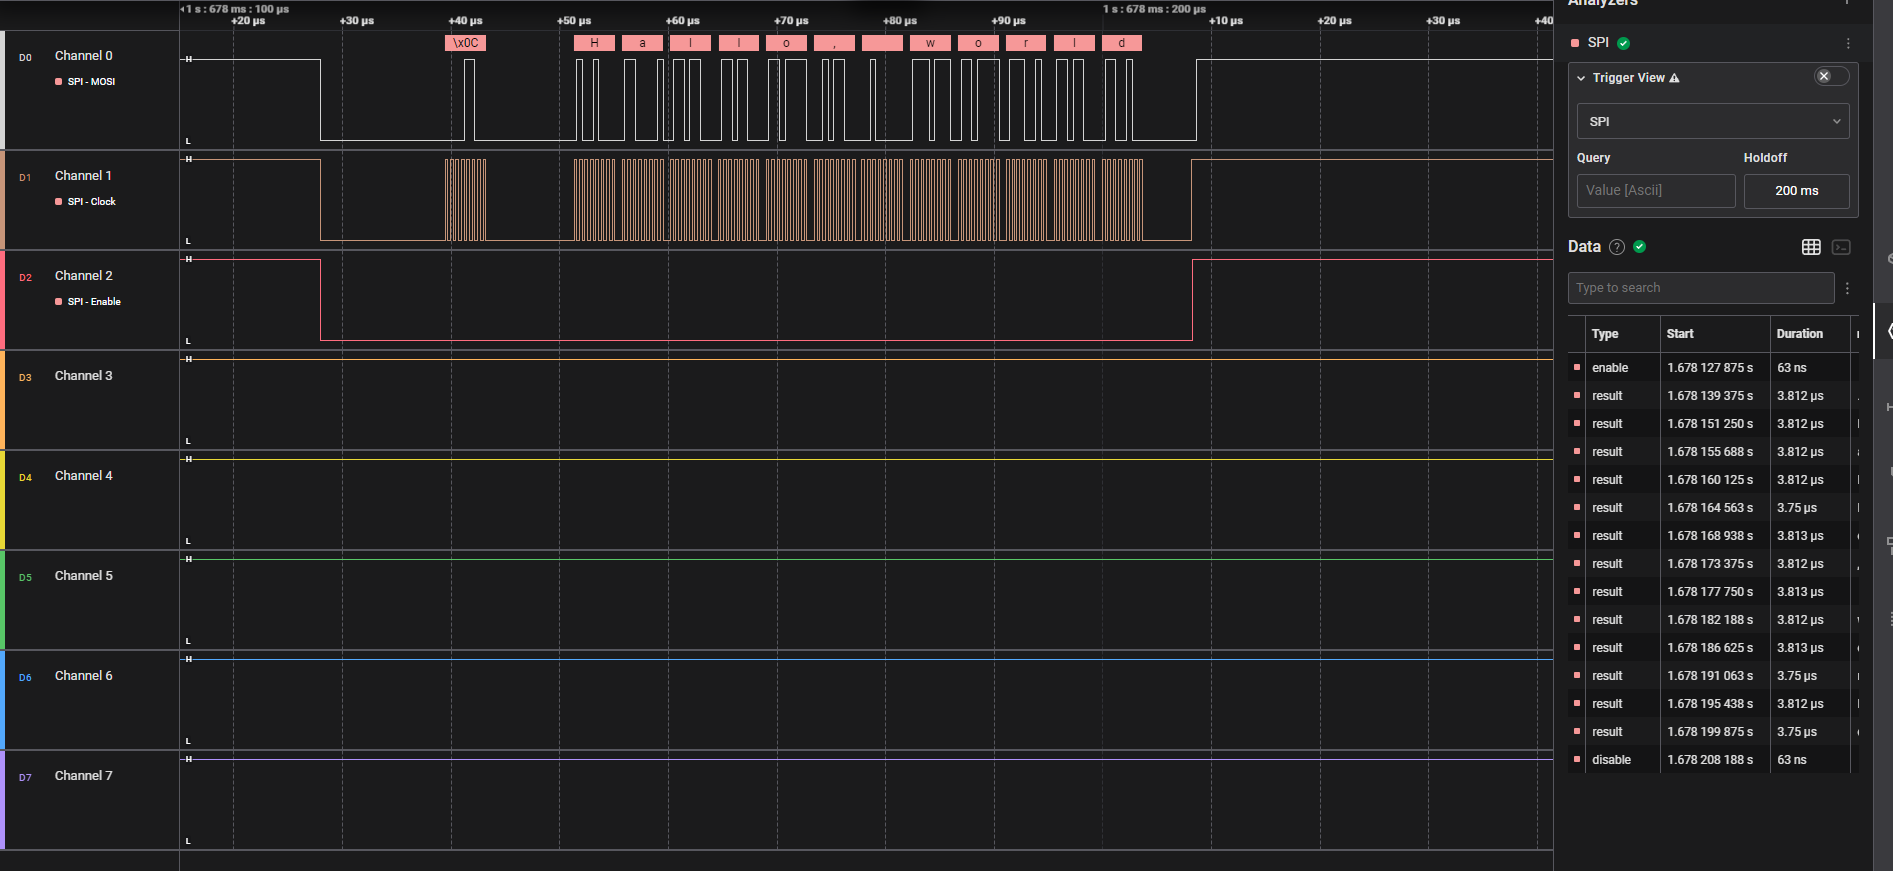 1 s : 678 ms : 100 µs
1 s : 678 ms : 200 µs
+20 µs +30 µs +40 µs +50 µs +60 µs +70 µs +80 µs +90 µs +10 µs +20 µs +30 µs +40
\x0C H a l l o , w o r l d
D0 Channel 0
SPI - MOSI
H
L
D1 Channel 1
SPI - Clock
H
L
D2 Channel 2
SPI - Enable
H
L
D3 Channel 3
H
L
D4 Channel 4
H
L
D5 Channel 5
H
L
D6 Channel 6
H
L
D7 Channel 7
H
L
Analyzers
SPI
Trigger View
SPI
Query Holdoff
Value [Ascii] 200 ms
Data
Type to search
Type Start Duration
enable 1.678 127 875 s 63 ns
result 1.678 139 375 s 3.812 µs
result 1.678 151 250 s 3.812 µs
result 1.678 155 688 s 3.812 µs
result 1.678 160 125 s 3.812 µs
result 1.678 164 563 s 3.75 µs
result 1.678 168 938 s 3.813 µs
result 1.678 173 375 s 3.812 µs
result 1.678 177 750 s 3.813 µs
result 1.678 182 188 s 3.812 µs
result 1.678 186 625 s 3.813 µs
result 1.678 191 063 s 3.75 µs
result 1.678 195 438 s 3.812 µs
result 1.678 199 875 s 3.75 µs
disable 1.678 208 188 s 63 ns